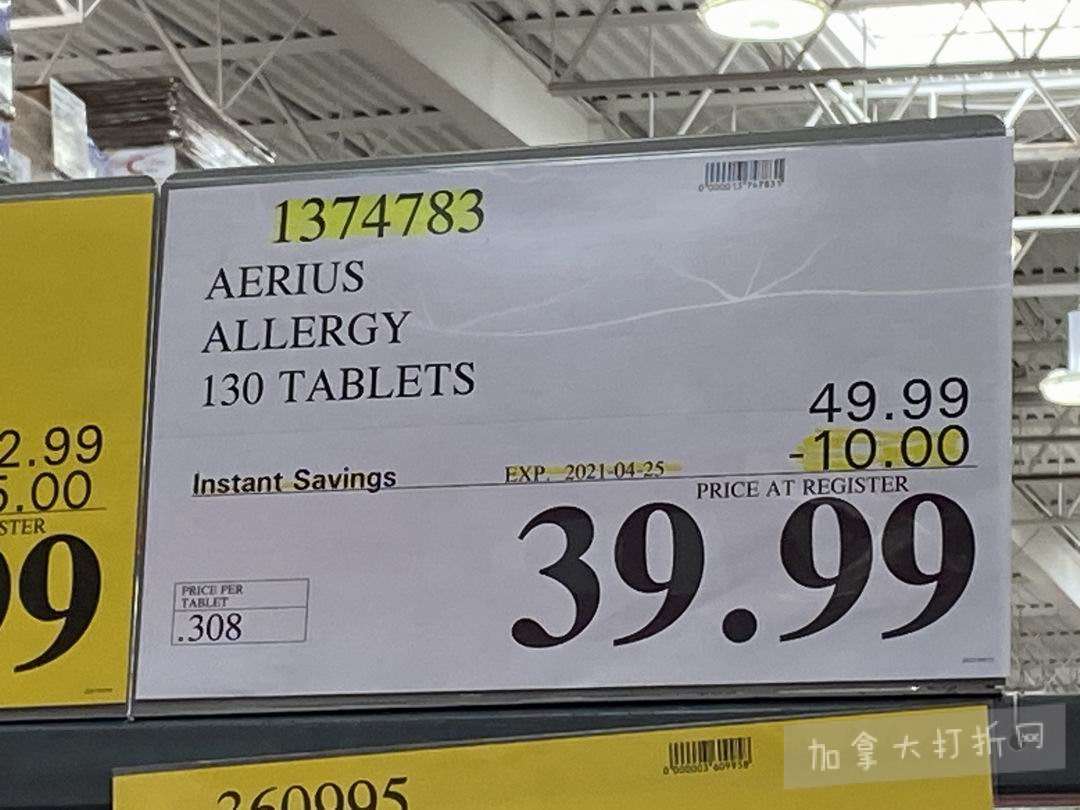 1374783
AERIUS
ALLERGY
130 TABLETS
49.99
-10.00
Instant Savings
EXP. 2021-04-25
PRICE AT REGISTER
39.99
PRICE PER
TABLET
.308
2.99
5.00
STER
99
360995
加拿大打折网